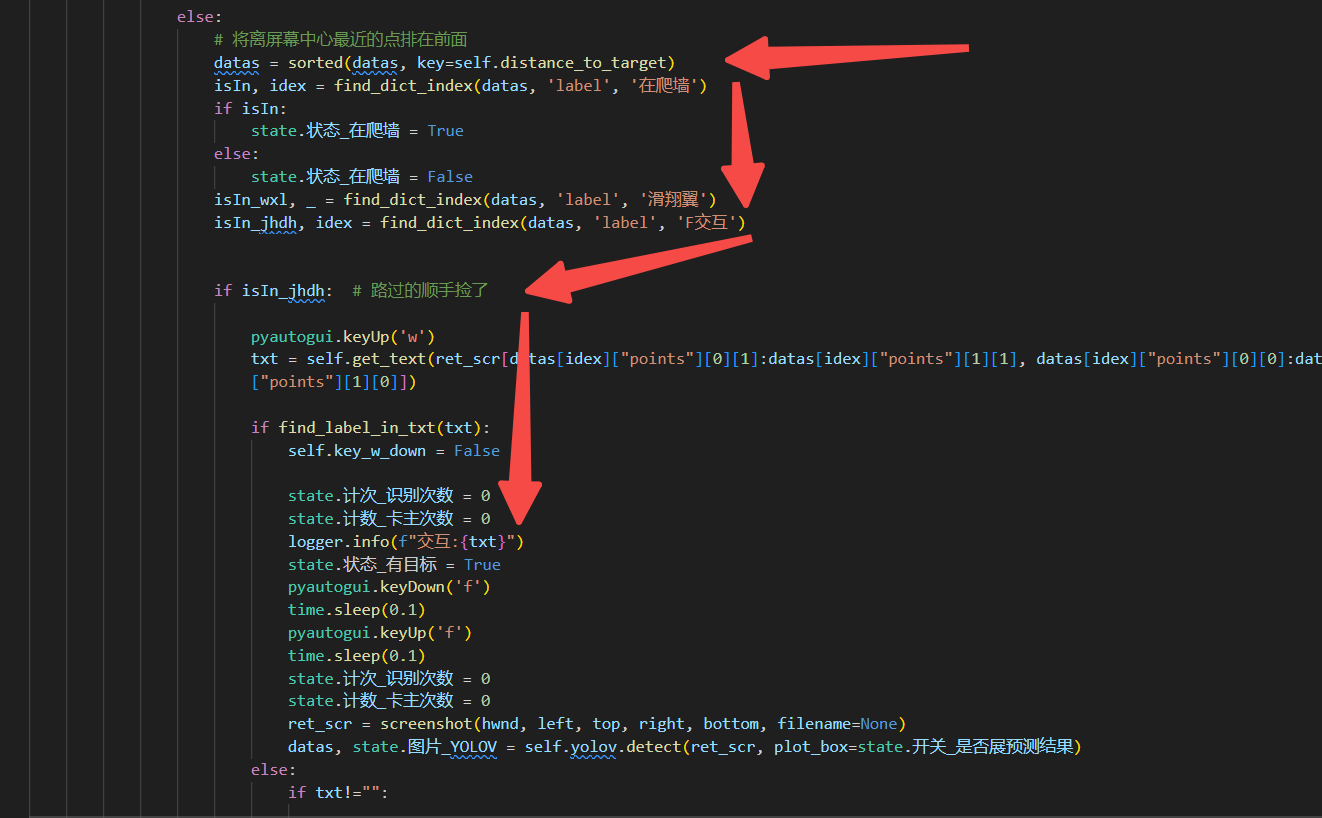 else:
# 将离屏幕中心最近的点排在前面
datas = sorted(datas, key=self.distance_to_target)
isIn, idex = find_dict_index(datas, 'label', '在爬墙')
if isIn:
state.状态_在爬墙 = True
else:
state.状态_在爬墙 = False
isIn_wxl, _ = find_dict_index(datas, 'label', '滑翔翼')
isIn_jhdh, idex = find_dict_index(datas, 'label', 'F交互')
if isIn_jhdh:  # 路过的顺手捡了
pyautogui.keyUp('w')
txt = self.get_text(ret_scr[datas[idex]["points"][0][1]:datas[idex]["points"][1][1], datas[idex]["points"][0][0]:dat
["points"][1][0]])
if find_label_in_txt(txt):
self.key_w_down = False
state.计次_识别次数 = 0
state.计数_卡主次数 = 0
logger.info(f"交互:{txt}")
state.状态_有目标 = True
pyautogui.keyDown('f')
time.sleep(0.1)
pyautogui.keyUp('f')
time.sleep(0.1)
state.计次_识别次数 = 0
state.计数_卡主次数 = 0
ret_scr = screenshot(hwnd, left, top, right, bottom, filename=None)
datas, state.图片_YOLOV = self.yolov.detect(ret_scr, plot_box=state.开关_是否展预测结果)
else:
if txt!="":